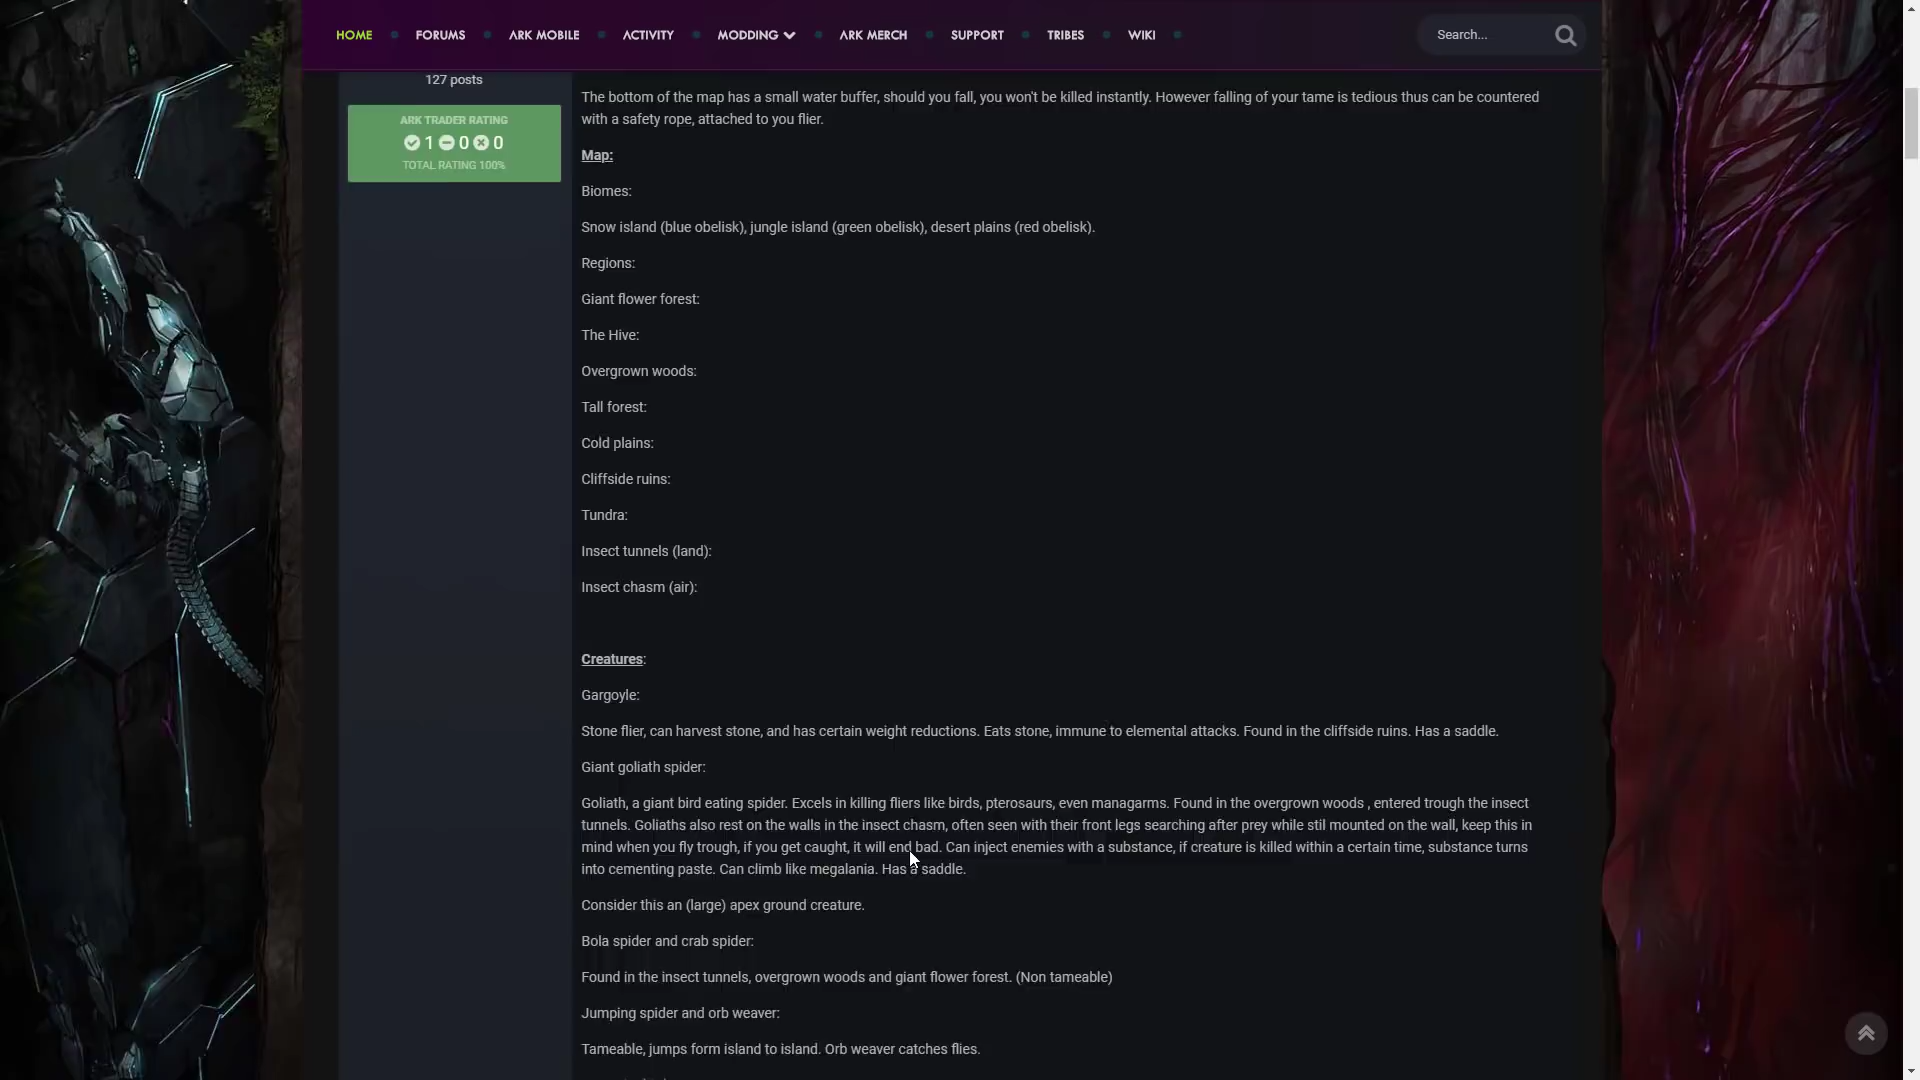 HOME FORUMS ARK MOBILE ACTIVITY MODDING ARK MERCH SUPPORT TRIBES WIKI Search...
127 posts
ARK TRADER RATING
1 0 0
TOTAL RATING 100%
The bottom of the map has a small water buffer, should you fall, you won't be killed instantly. However falling of your tame is tedious thus can be countered
with a safety rope, attached to you flier.
Map:
Biomes:
Snow island (blue obelisk), jungle island (green obelisk), desert plains (red obelisk).
Regions:
Giant flower forest:
The Hive:
Overgrown woods:
Tall forest:
Cold plains:
Cliffside ruins:
Tundra:
Insect tunnels (land):
Insect chasm (air):
Creatures:
Gargoyle:
Stone flier, can harvest stone, and has certain weight reductions. Eats stone, immune to elemental attacks. Found in the cliffside ruins. Has a saddle.
Giant goliath spider:
Goliath, a giant bird eating spider. Excels in killing fliers like birds, pterosaurs, even managarms. Found in the overgrown woods , entered trough the insect
tunnels. Goliaths also rest on the walls in the insect chasm, often seen with their front legs searching after prey while stil mounted on the wall, keep this in
mind when you fly trough, if you get caught, it will end bad. Can inject enemies with a substance, if creature is killed within a certain time, substance turns
into cementing paste. Can climb like megalania. Has a saddle.
Consider this an (large) apex ground creature.
Bola spider and crab spider:
Found in the insect tunnels, overgrown woods and giant flower forest. (Non tameable)
Jumping spider and orb weaver:
Tameable, jumps form island to island. Orb weaver catches flies.